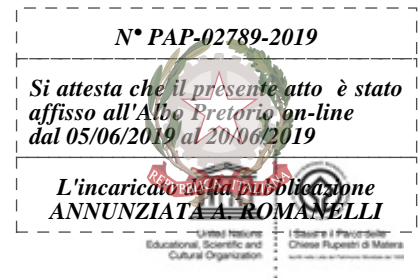 N° PAP-02789-2019
Si attesta che il presente atto è stato
affisso all'Albo Pretorio on-line
dal 05/06/2019 al 20/06/2019
L'incaricato della pubblicazione
ANNUNZIATA A. ROMANELLI
REPVBBLICA ITALIANA
United Nations
Educational, Scientific and
Cultural Organization
I Sassi e il Parco delle
Chiese Rupestri di Matera